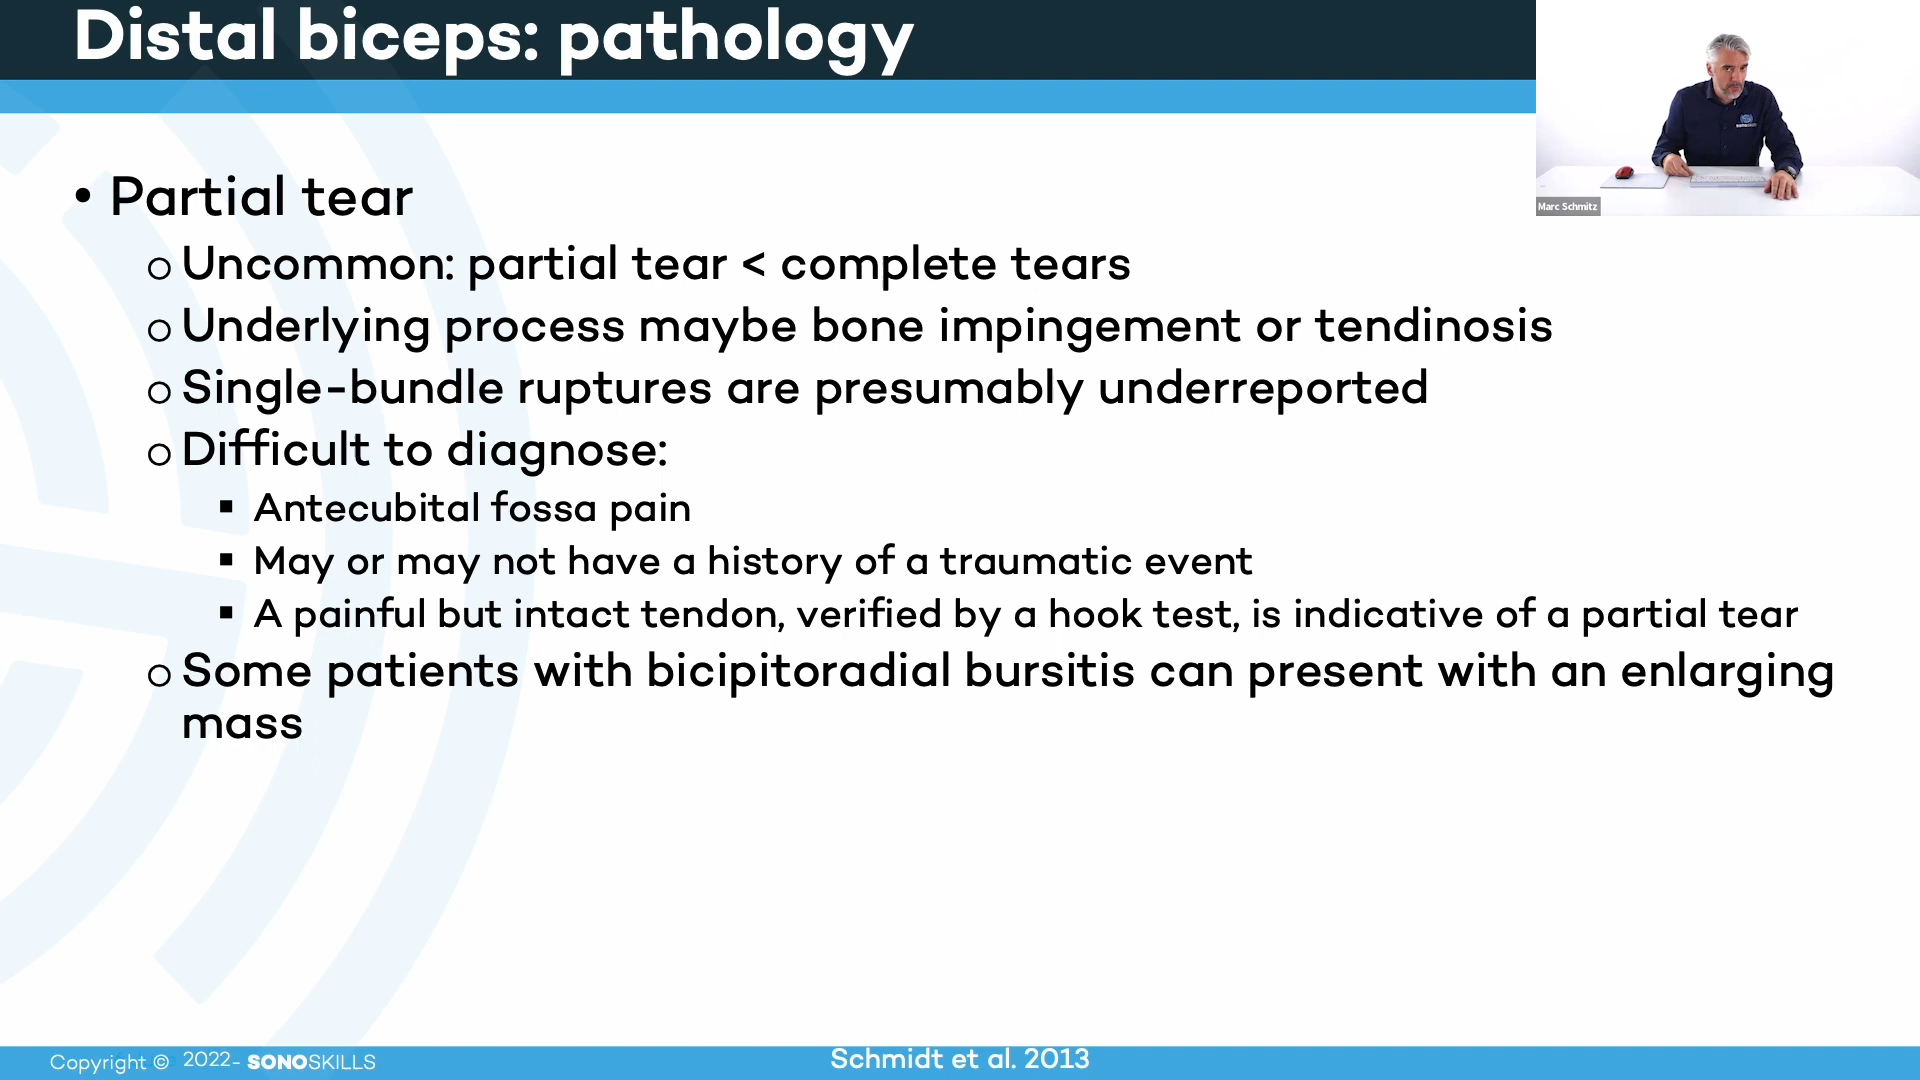 Distal biceps: pathology
Marc Schmitz
• Partial tear
o Uncommon: partial tear < complete tears
o Underlying process maybe bone impingement or tendinosis
o Single-bundle ruptures are presumably underreported
o Difficult to diagnose:
▪ Antecubital fossa pain
▪ May or may not have a history of a traumatic event
▪ A painful but intact tendon, verified by a hook test, is indicative of a partial tear
o Some patients with bicipitoradial bursitis can present with an enlarging
mass
Copyright © 2022- SONOSKILLS
Schmidt et al. 2013